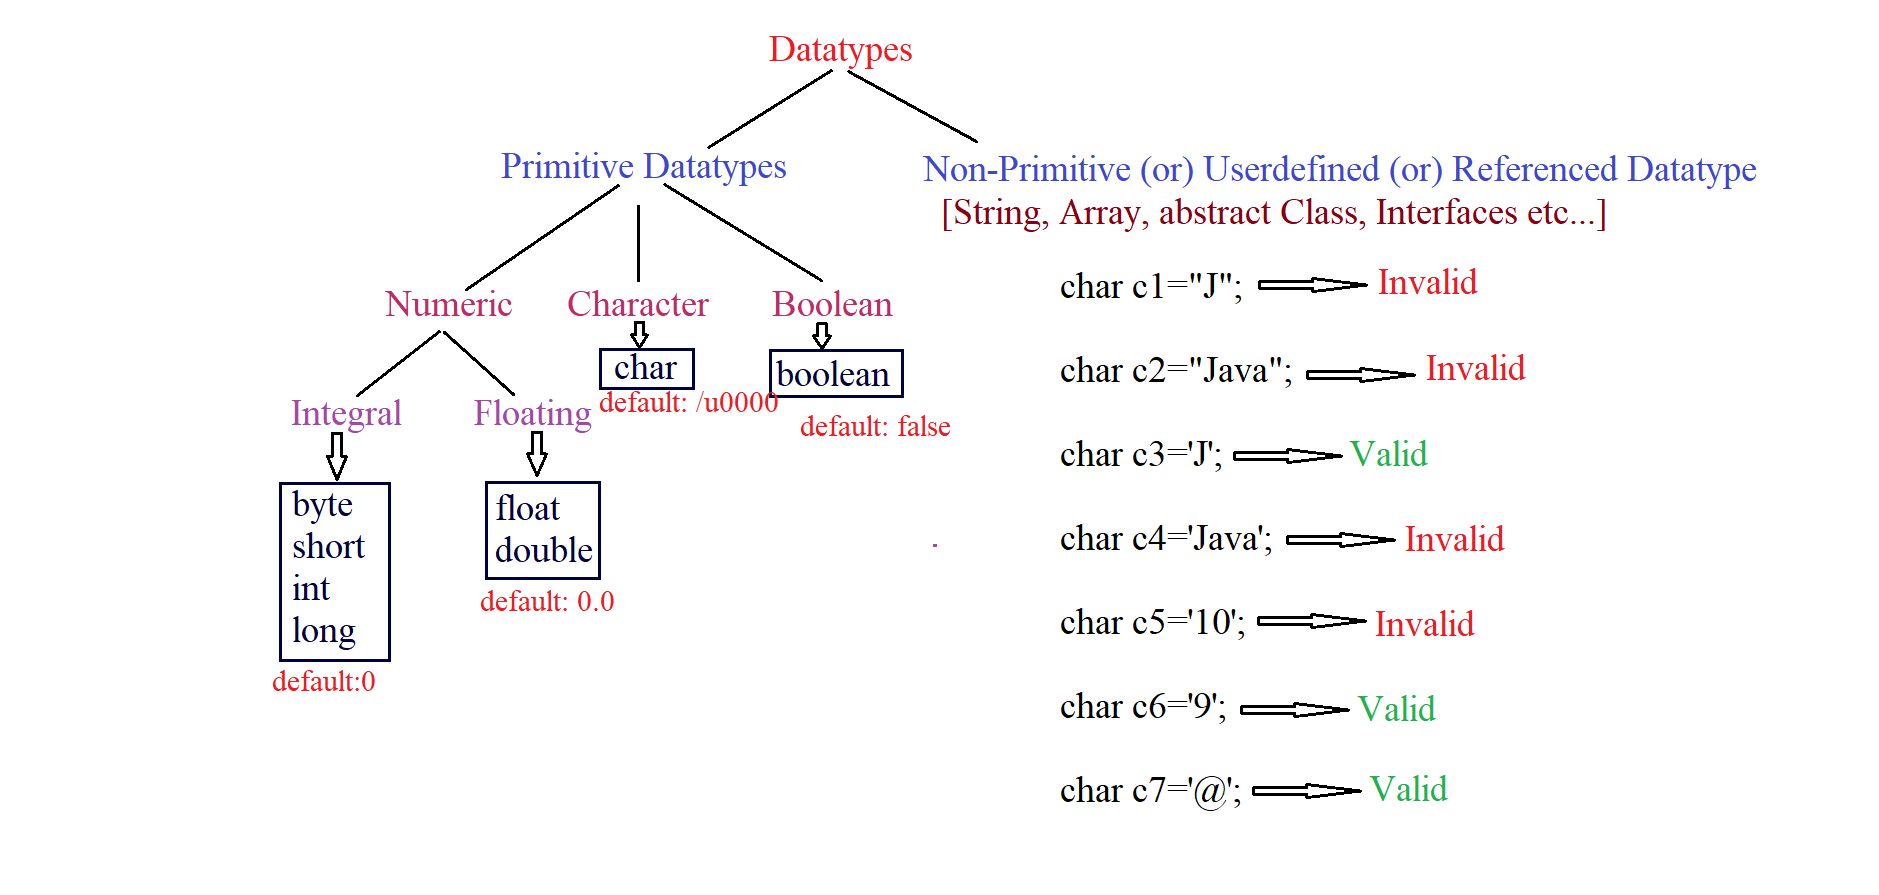 Datatypes
Primitive Datatypes
Non-Primitive (or) Userdefined (or) Referenced Datatype
[String, Array, abstract Class, Interfaces etc...]
Numeric
Character
Boolean
char
boolean
default: /u0000
default: false
Integral
Floating
byte
short
int
long
default:0
float
double
default: 0.0
char c1="J"; Invalid
char c2="Java"; Invalid
char c3='J'; Valid
char c4='Java'; Invalid
char c5='10'; Invalid
char c6='9'; Valid
char c7='@'; Valid